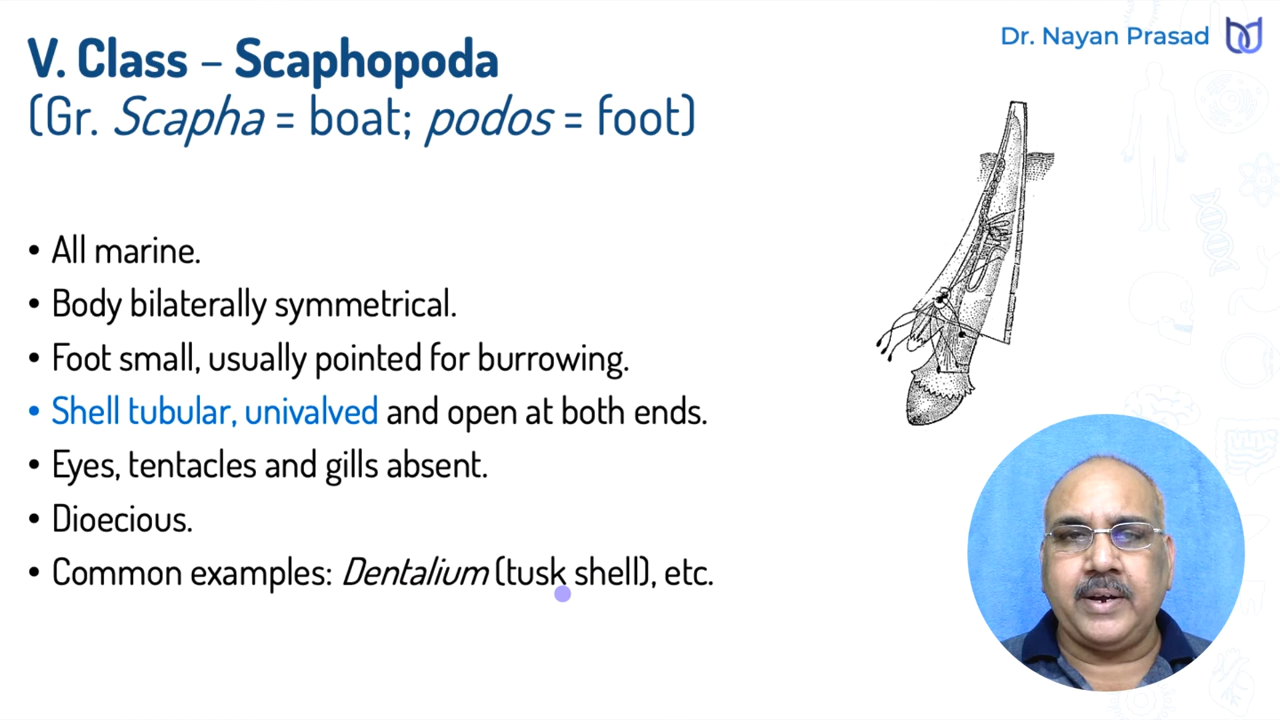 V. Class – Scaphopoda
(Gr. Scapha = boat; podos = foot)
Dr. Nayan Prasad
• All marine.
• Body bilaterally symmetrical.
• Foot small, usually pointed for burrowing.
• Shell tubular, univalved and open at both ends.
• Eyes, tentacles and gills absent.
• Dioecious.
• Common examples: Dentalium (tusk shell), etc.